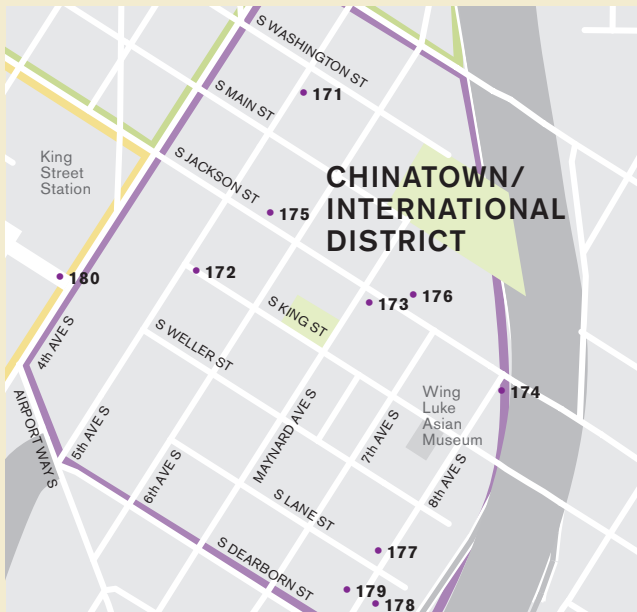 S WASHINGTON ST
S MAIN ST
171
King
Street
Station
S JACKSON ST
CHINATOWN/
INTERNATIONAL
DISTRICT
175
180
172
173
176
S KING ST
4th AVE S
S WELLER ST
174
Wing
Luke
Asian
Museum
AIRPORT WAY S
5th AVE S
6th AVE S
MAYNARD AVE S
7th AVE S
8th AVE S
S LANE ST
S DEARBORN ST
177
179
178